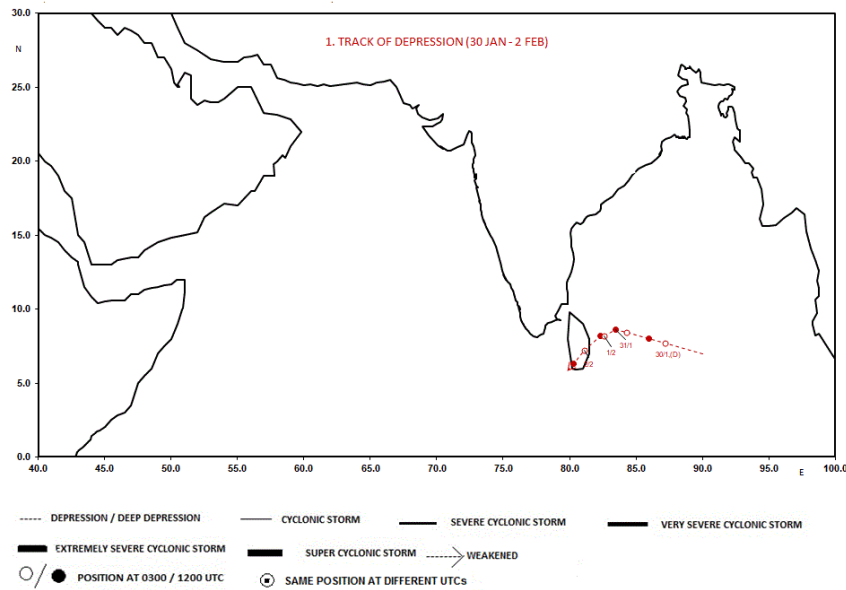 1. TRACK OF DEPRESSION (30 JAN - 2 FEB)
30.0
N
25.0
20.0
15.0
10.0
5.0
0.0
31/1
1/2
30/1,(D)
2/2
40.0 45.0 50.0 55.0 60.0 65.0 70.0 75.0 80.0 85.0 90.0 95.0 100.0
E
DEPRESSION / DEEP DEPRESSION CYCLONIC STORM SEVERE CYCLONIC STORM VERY SEVERE CYCLONIC STORM
EXTREMELY SEVERE CYCLONIC STORM SUPER CYCLONIC STORM WEAKENED
POSITION AT 0300 / 1200 UTC SAME POSITION AT DIFFERENT UTCs